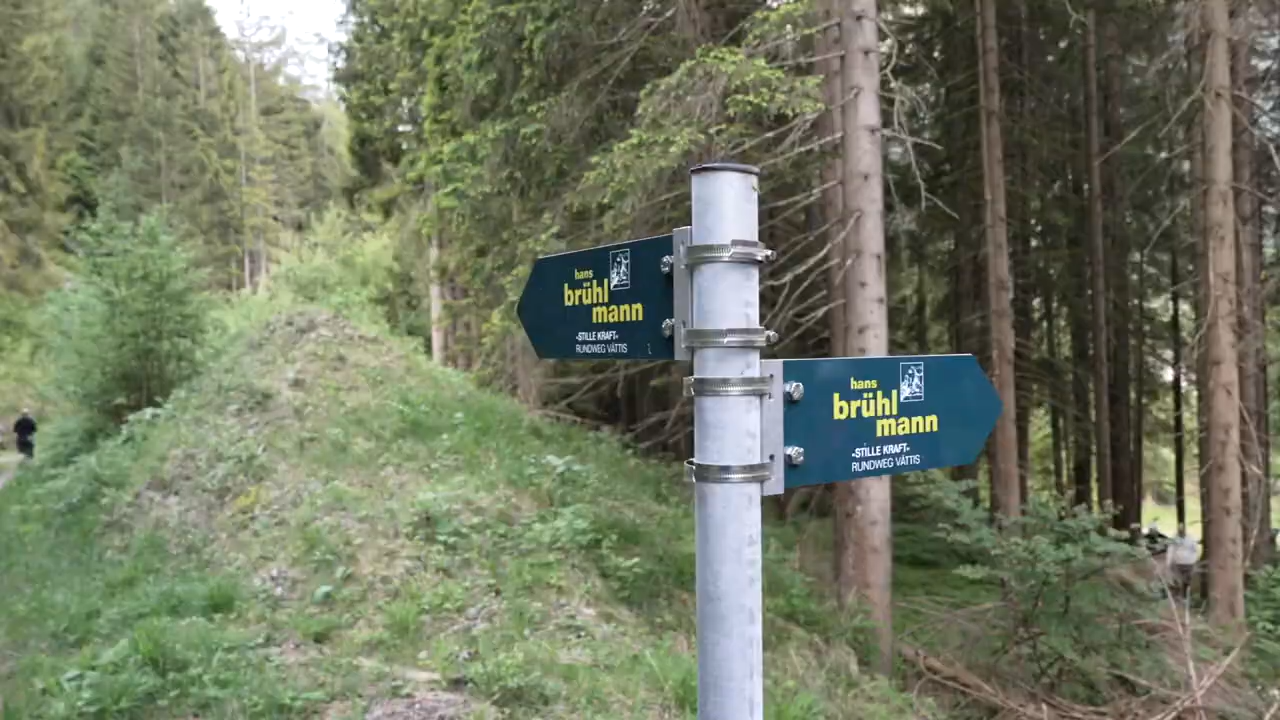 hans
brühl
mann
«STILLE KRAFT»
RUNDWEG VÄTTIS
hans
brühl
mann
«STILLE KRAFT»
RUNDWEG VÄTTIS